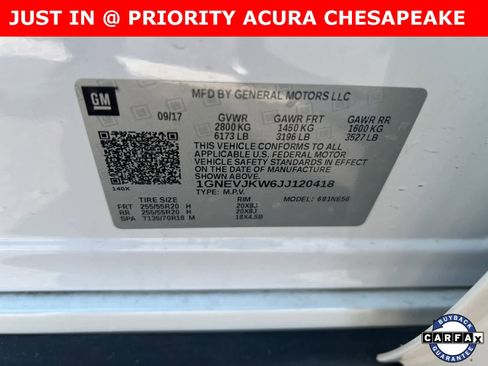 JUST IN @ PRIORITY ACURA CHESAPEAKE
GM
MFD BY GENERAL MOTORS LLC
09/17 GVWR GAWR FRT GAWR RR
2800 KG 1450 KG 1600 KG
6173 LB 3196 LB 3527 LB
THIS VEHICLE CONFORMS TO ALL
APPLICABLE U.S. FEDERAL MOTOR
VEHICLE SAFETY STANDARDS IN EFFECT
ON THE DATE OF MANUFACTURE
SHOWN ABOVE.
1GNEVJKW6JJ120418
140X
TYPE: M.P.V. MODEL: 6B1NE56
TIRE SIZE RIM
FRT 255/55R20 H 20X8J
RR 255/55R20 H 20X8J
SPA T135/70R18 M 18X4.5B
BUYBACK
CARFAX
GUARANTEE